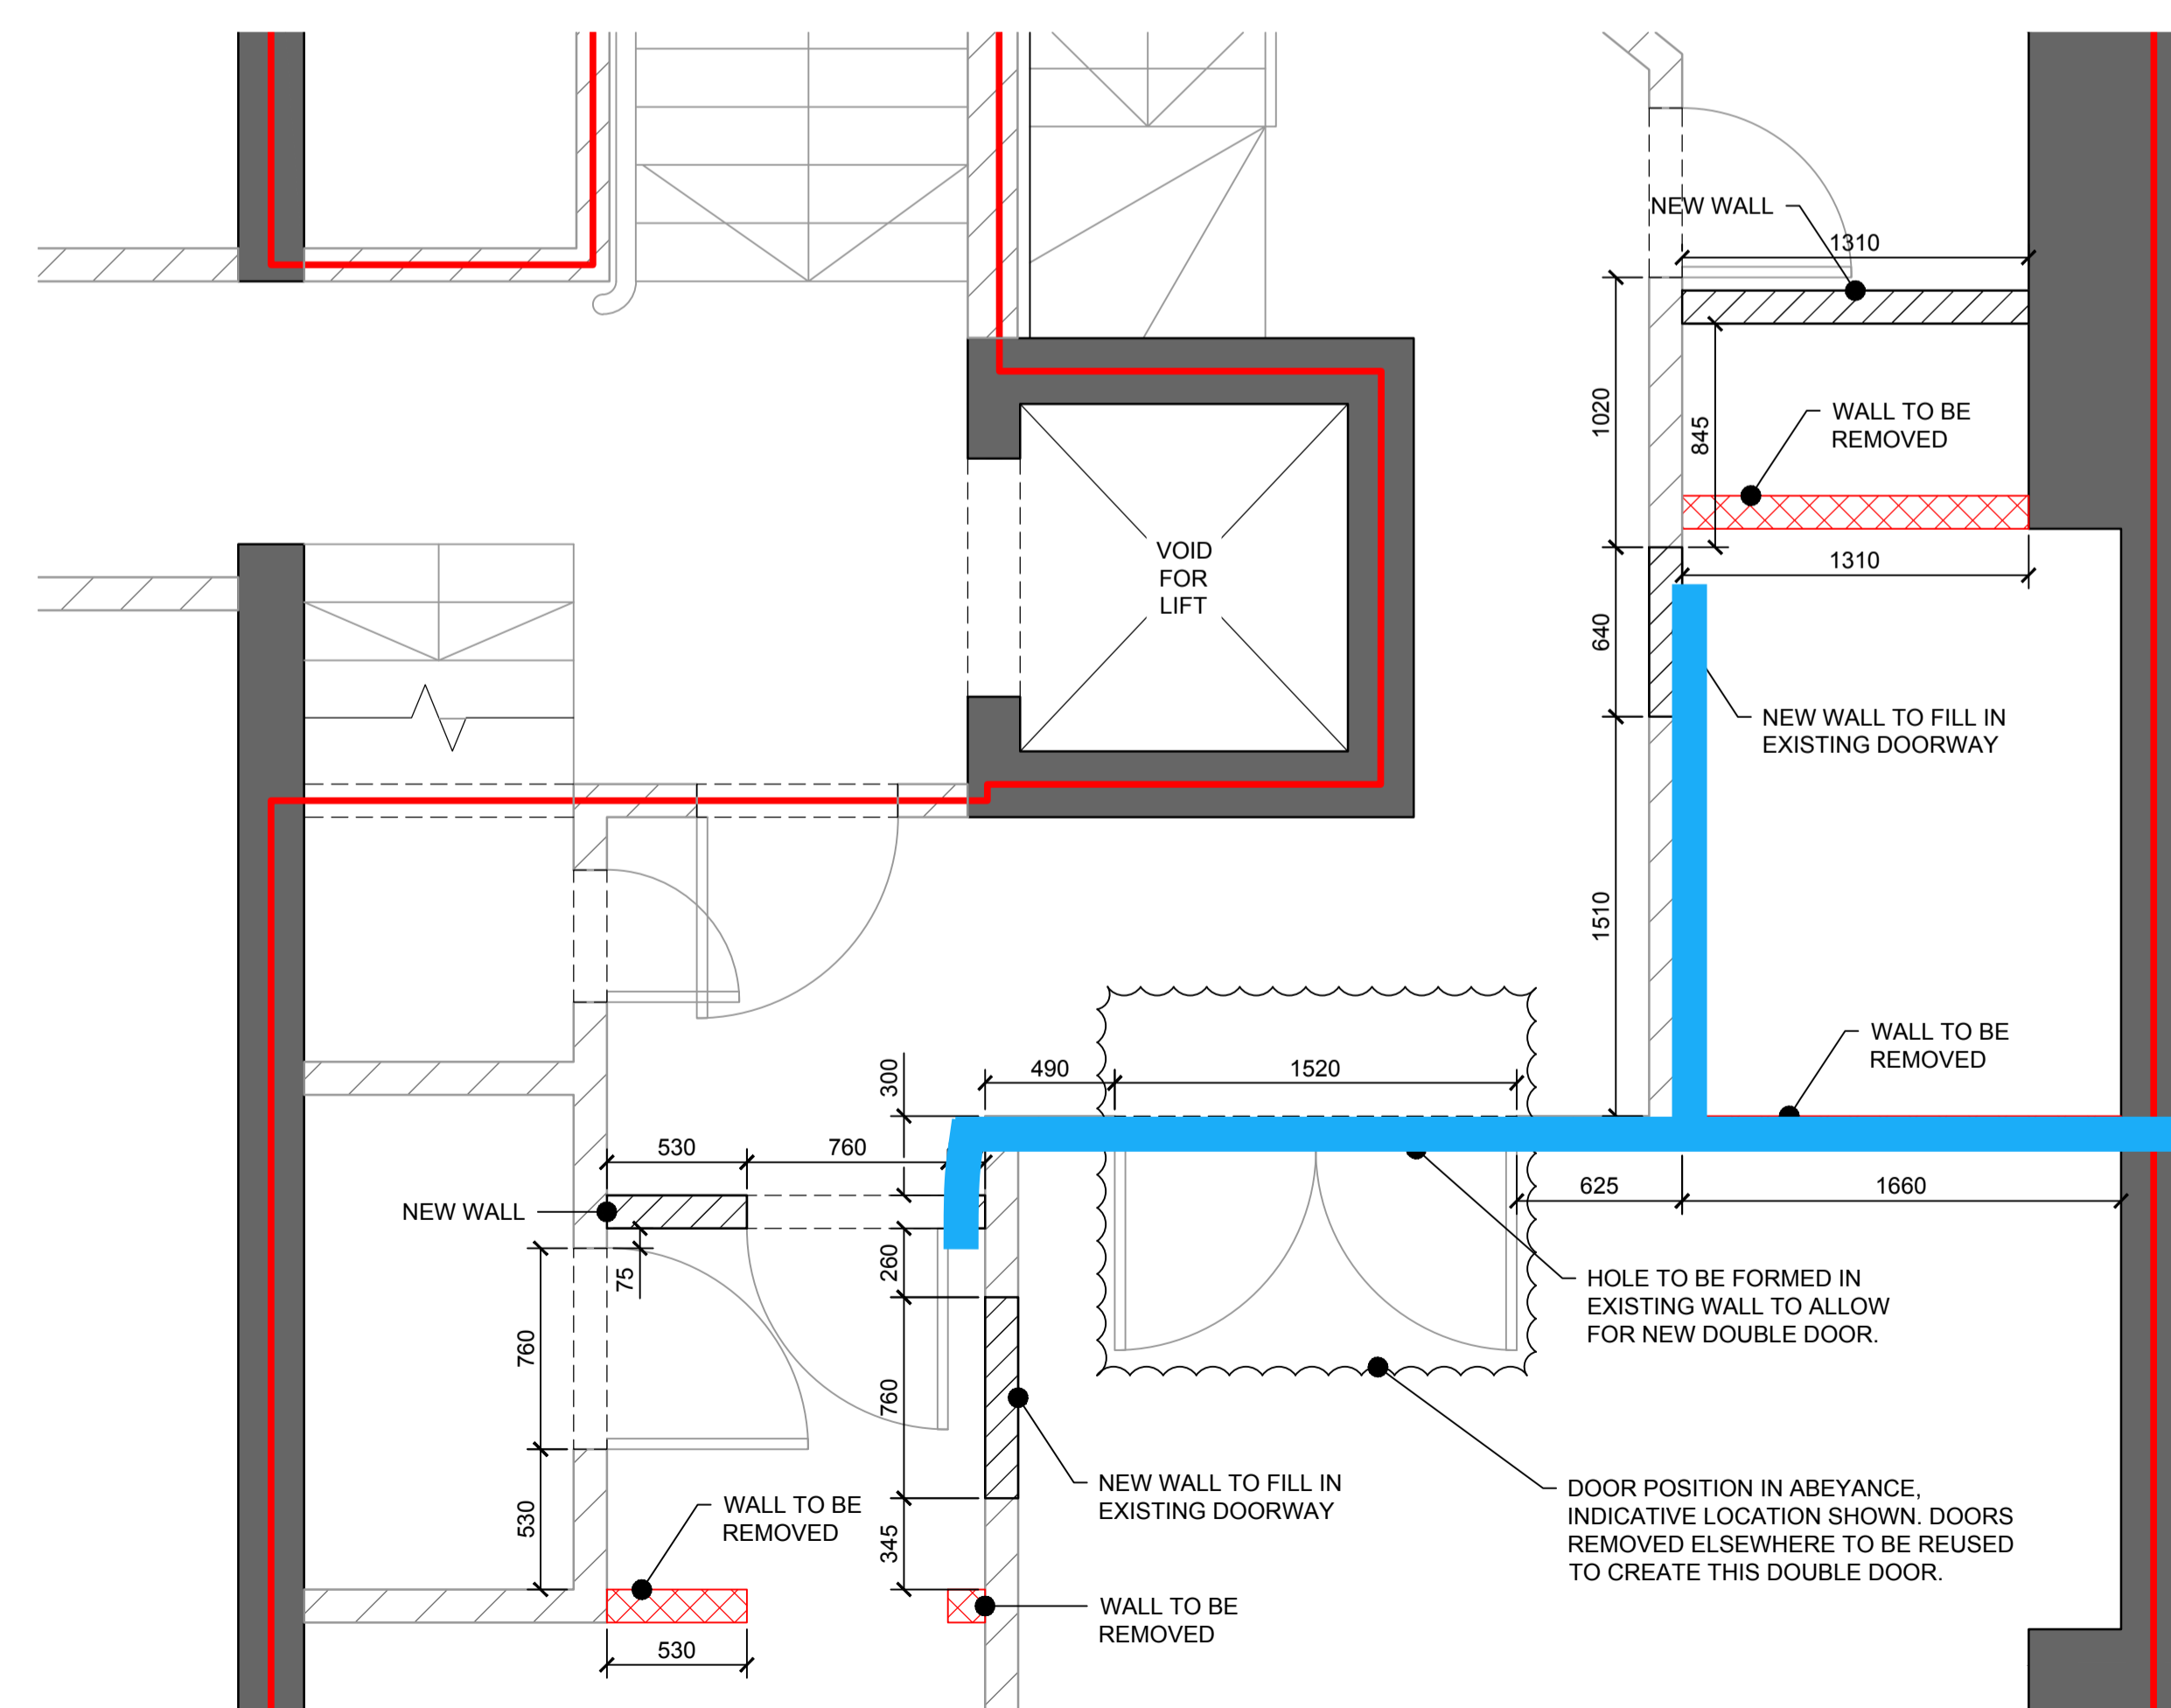 NEW WALL
1310
WALL TO BE
REMOVED
1020
845
1310
VOID
FOR
LIFT
640
NEW WALL TO FILL IN
EXISTING DOORWAY
1510
WALL TO BE
REMOVED
300
490
1520
530
760
625
1660
NEW WALL
75
260
HOLE TO BE FORMED IN
EXISTING WALL TO ALLOW
FOR NEW DOUBLE DOOR.
760
760
NEW WALL TO FILL IN
EXISTING DOORWAY
DOOR POSITION IN ABEYANCE,
INDICATIVE LOCATION SHOWN. DOORS
REMOVED ELSEWHERE TO BE REUSED
TO CREATE THIS DOUBLE DOOR.
530
WALL TO BE
REMOVED
345
WALL TO BE
REMOVED
530